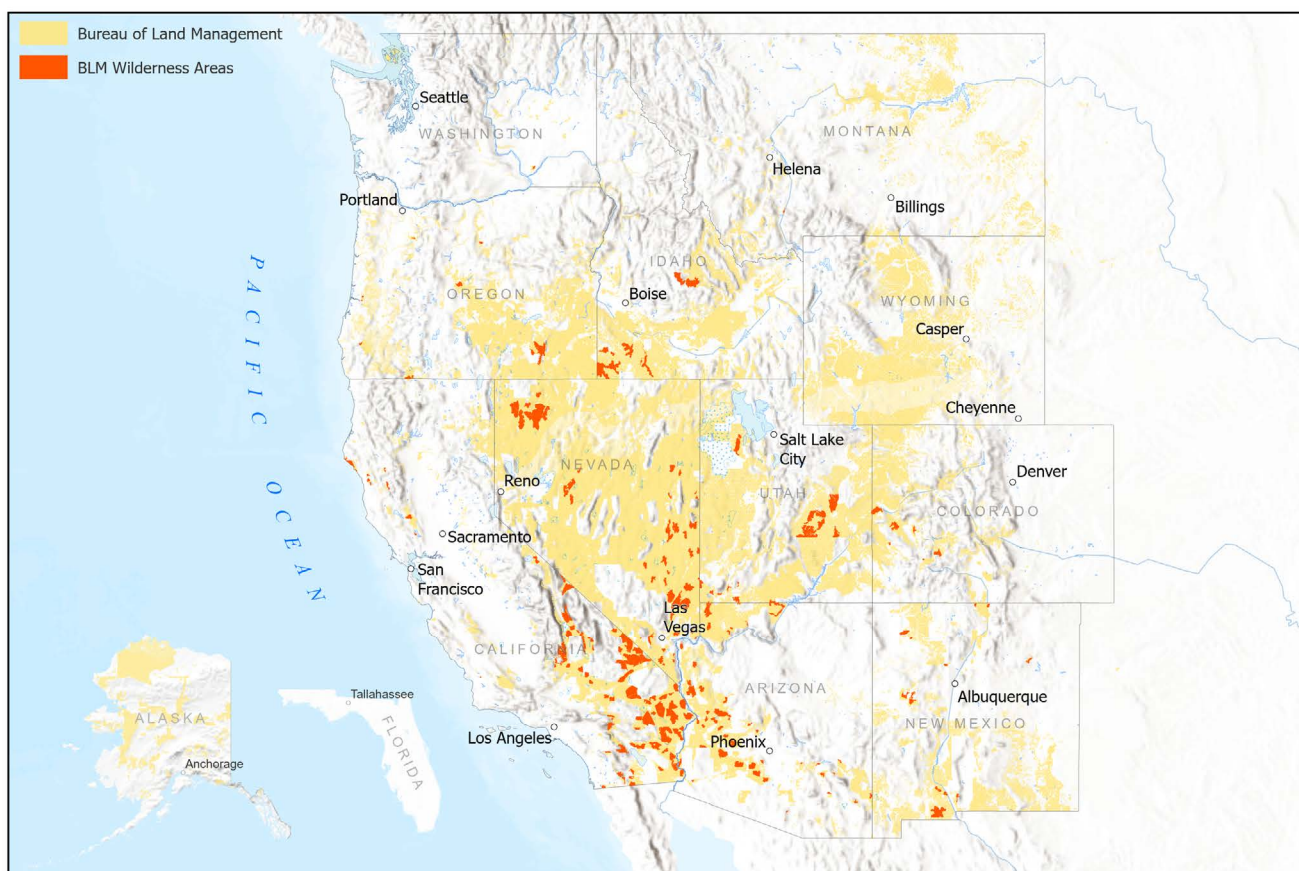 Bureau of Land Management
BLM Wilderness Areas
Seattle
WASHINGTON
MONTANA
Helena
Portland
Billings
IDAHO
OREGON
Boise
WYOMING
Casper
PACIFIC OCEAN
Cheyenne
Salt Lake
City
NEVADA
Reno
UTAH
Denver
COLORADO
Sacramento
San
Francisco
Las
Vegas
CALIFORNIA
ARIZONA
Albuquerque
NEW MEXICO
Tallahassee
ALASKA
FLORIDA
Los Angeles
Phoenix
Anchorage